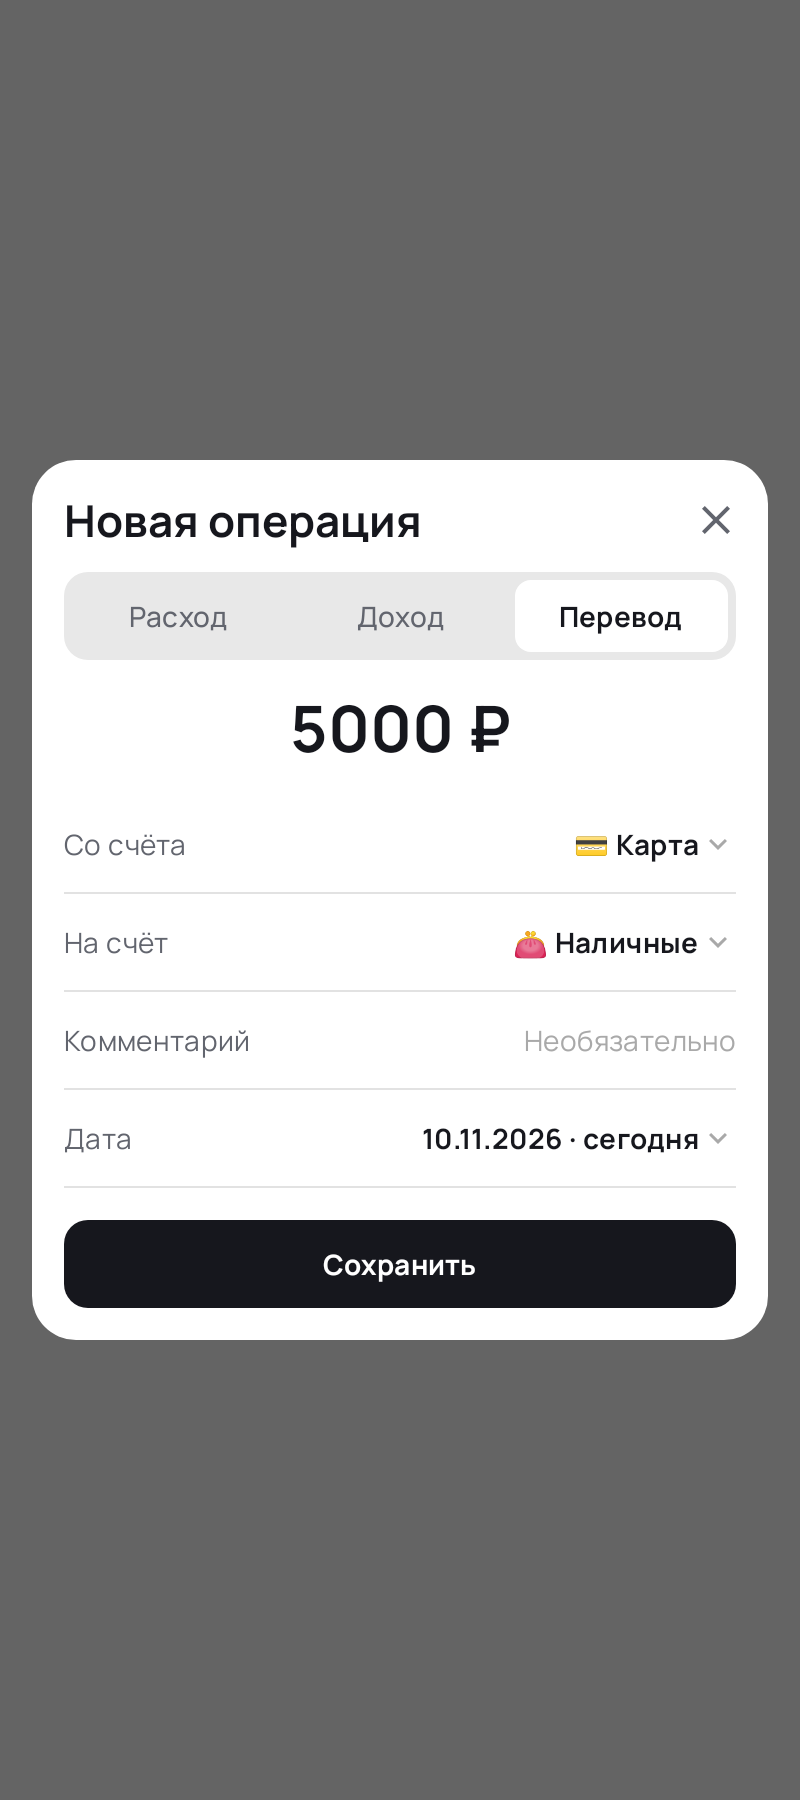 Новая операция
Расход Доход Перевод
5000 ₽
Со счёта 💳 Карта
На счёт 👛 Наличные
Комментарий Необязательно
Дата 10.11.2026 · сегодня
Сохранить